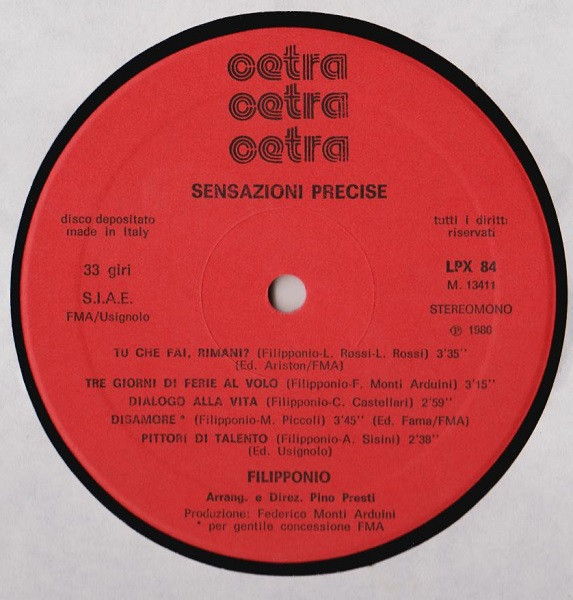 cetra
cetra
cetra
SENSAZIONI PRECISE
disco depositato
made in Italy
tutti i diritti
riservati
33 giri
S.I.A.E.
FMA/Usignolo
LPX 84
M. 13411
STEREOMONO
℗ 1980
TU CHE FAI, RIMANI? (Filipponio-L. Rossi-L. Rossi) 3'35''
(Ed. Ariston/FMA)
TRE GIORNI DI FERIE AL VOLO (Filipponio-F. Monti Arduini) 3'15''
DIALOGO ALLA VITA (Filipponio-C. Castellari) 2'59''
DISAMORE * (Filipponio-M. Piccoli) 3'45'' (Ed. Fama/FMA)
PITTORI DI TALENTO (Filipponio-A. Sisini) 2'38''
(Ed. Usignolo)
FILIPPONIO
Arrang. e Direz. Pino Presti
Produzione: Federico Monti Arduini
* per gentile concessione FMA